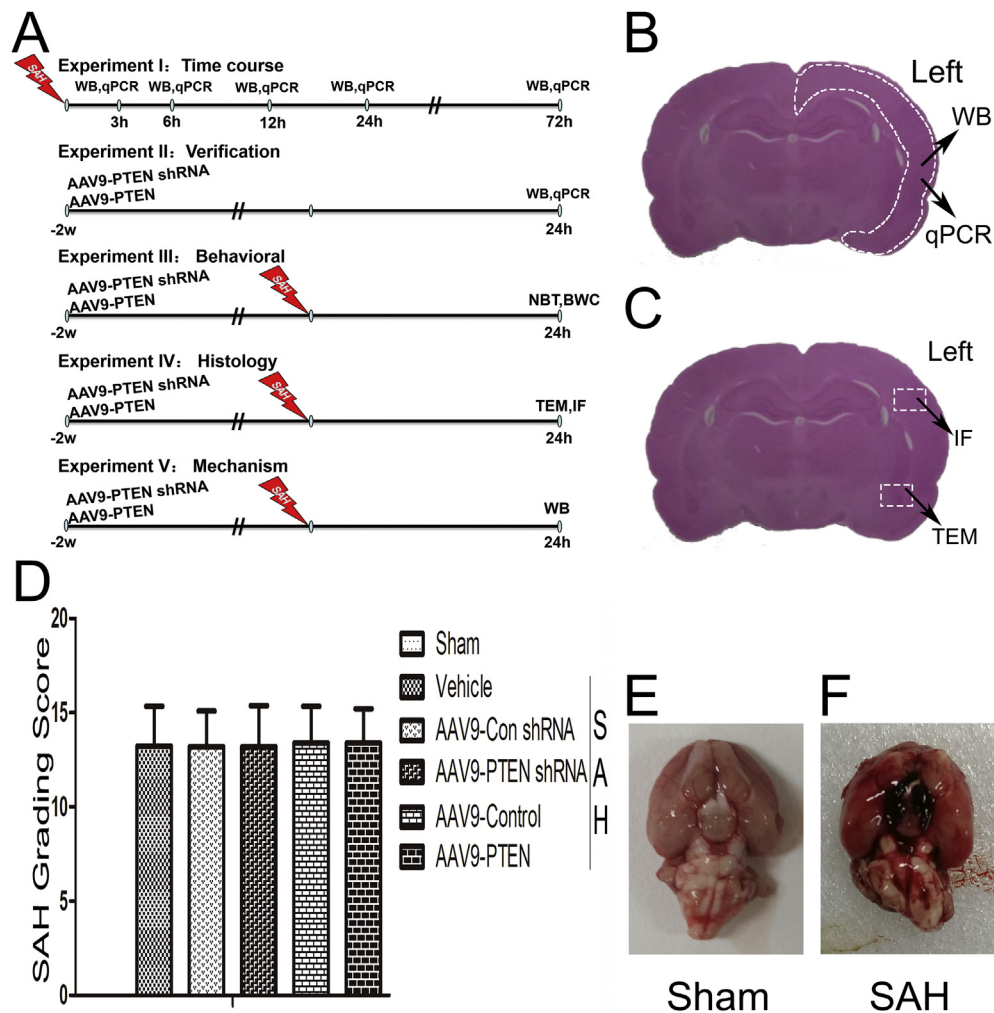 A
SAH
Experiment I: Time course
WB,qPCR WB,qPCR WB,qPCR WB,qPCR WB,qPCR
3h 6h 12h 24h 72h
Experiment II: Verification
AAV9-PTEN shRNA
AAV9-PTEN
WB,qPCR
-2w 24h
Experiment III: Behavioral
AAV9-PTEN shRNA
AAV9-PTEN
SAH
NBT,BWC
-2w 24h
Experiment IV: Histology
AAV9-PTEN shRNA
AAV9-PTEN
SAH
TEM,IF
-2w 24h
Experiment V: Mechanism
AAV9-PTEN shRNA
AAV9-PTEN
SAH
WB
-2w 24h
B
Left
WB
qPCR
C
Left
IF
TEM
D
SAH Grading Score
20
15
10
5
0
Sham
Vehicle
AAV9-Con shRNA
AAV9-PTEN shRNA
AAV9-Control
AAV9-PTEN
S
A
H
E
Sham
F
SAH